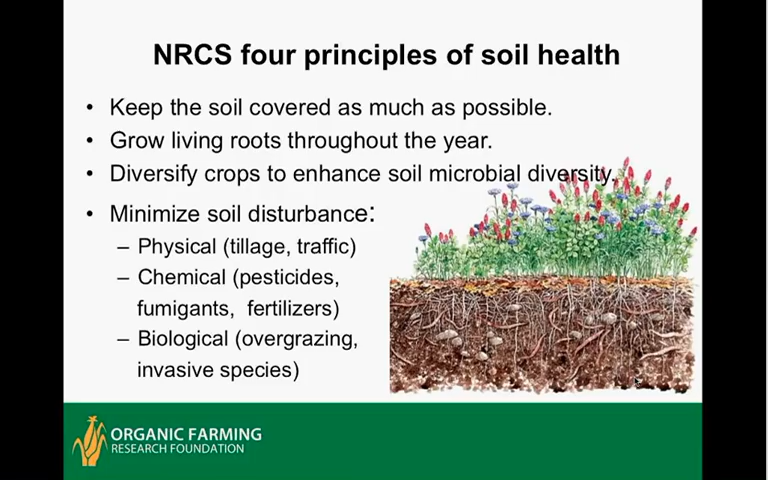 NRCS four principles of soil health
• Keep the soil covered as much as possible.
• Grow living roots throughout the year.
• Diversify crops to enhance soil microbial diversity.
• Minimize soil disturbance:
– Physical (tillage, traffic)
– Chemical (pesticides,
fumigants, fertilizers)
– Biological (overgrazing,
invasive species)
ORGANIC FARMING
RESEARCH FOUNDATION